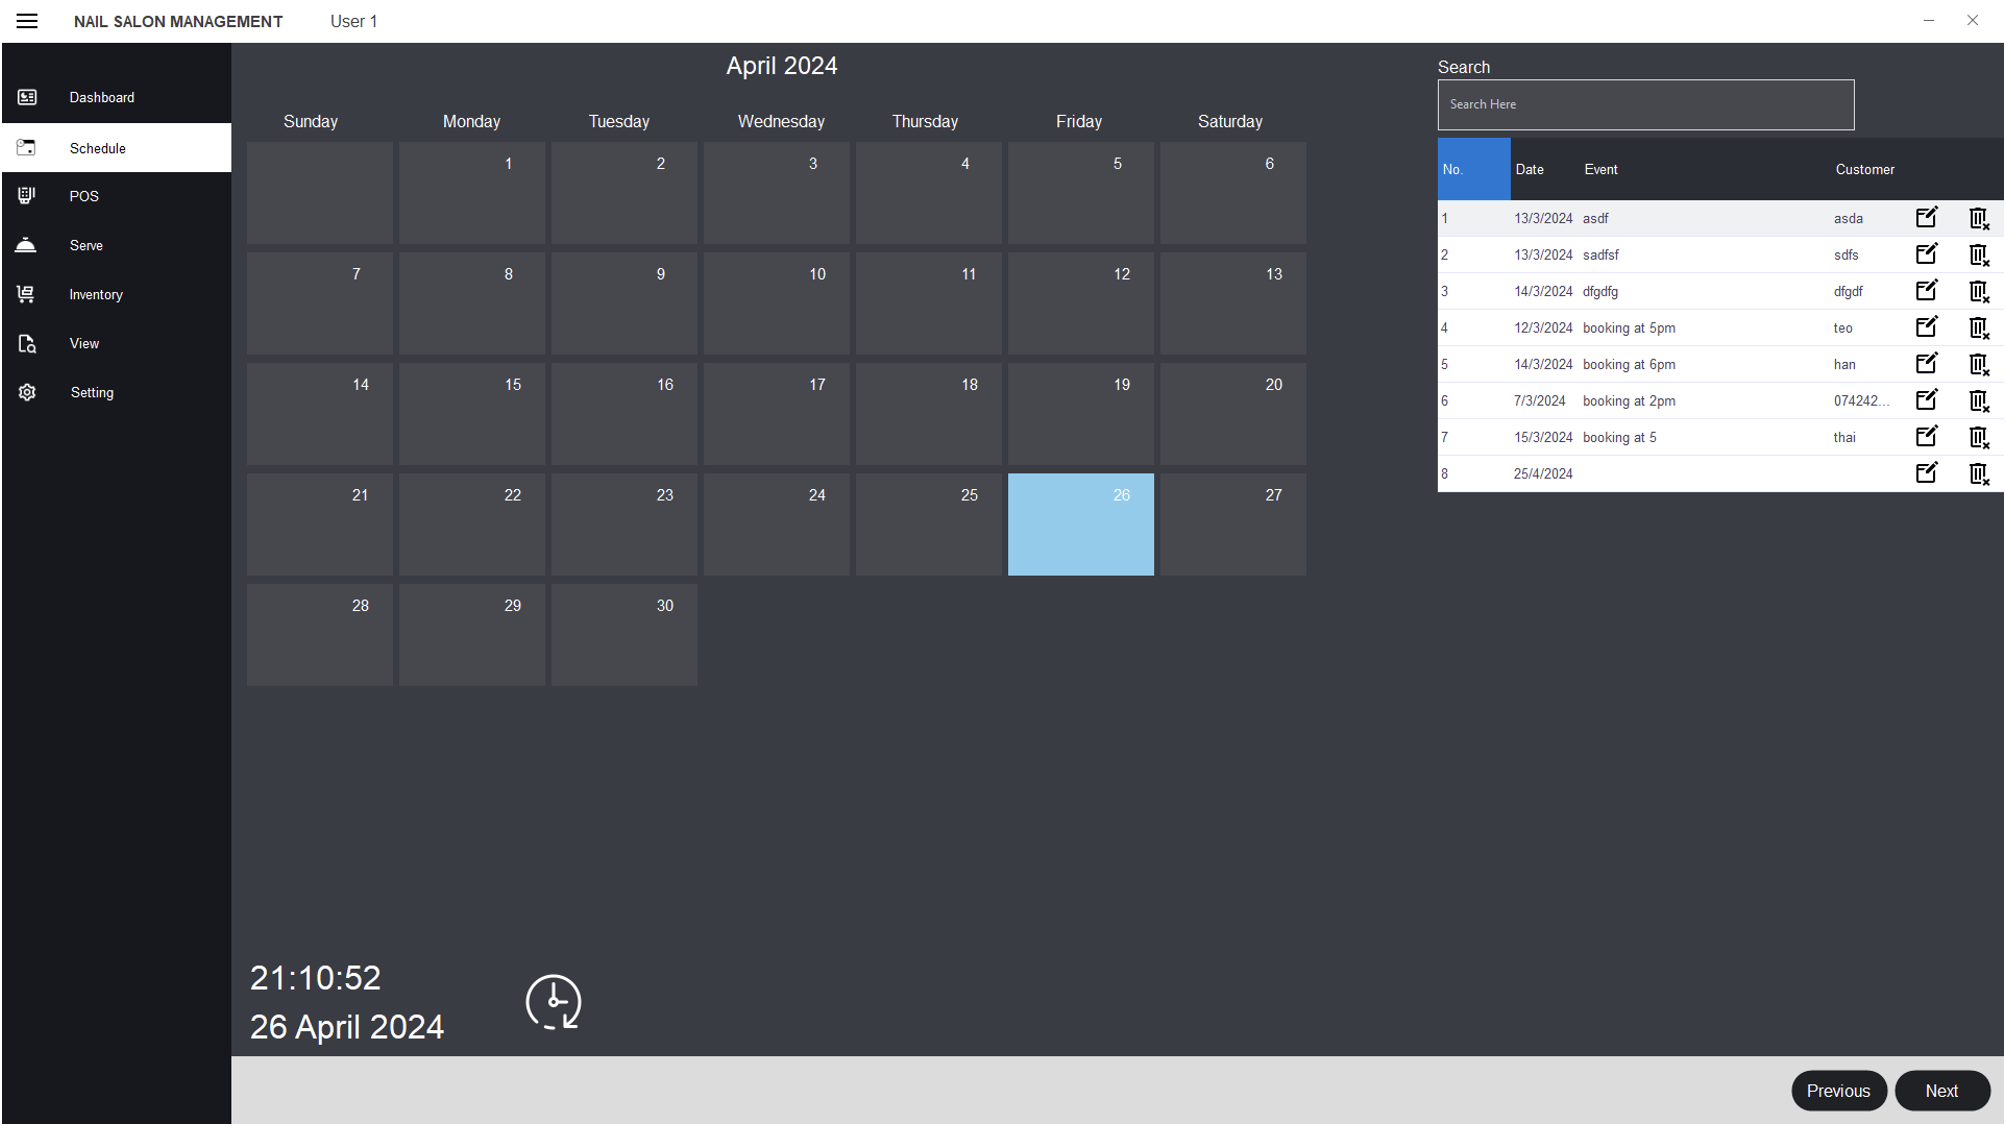 NAIL SALON MANAGEMENT User 1
Dashboard
Schedule
POS
Serve
Inventory
View
Setting
April 2024
Sunday Monday Tuesday Wednesday Thursday Friday Saturday
1 2 3 4 5 6
7 8 9 10 11 12 13
14 15 16 17 18 19 20
21 22 23 24 25 26 27
28 29 30
21:10:52
26 April 2024
Search
Search Here
No. Date Event Customer
1 13/3/2024 asdf asda
2 13/3/2024 sadfsf sdfs
3 14/3/2024 dfgdfg dfgdf
4 12/3/2024 booking at 5pm teo
5 14/3/2024 booking at 6pm han
6 7/3/2024 booking at 2pm 074242...
7 15/3/2024 booking at 5 thai
8 25/4/2024
Previous Next